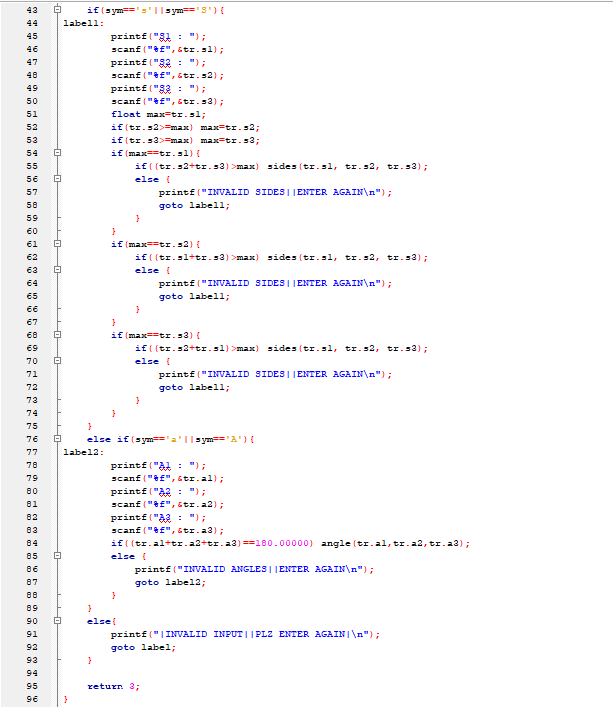 43 if(sym=='s'||sym=='S'){
44 label1:
45 printf("S1 : ");
46 scanf("%f",&tr.s1);
47 printf("S2 : ");
48 scanf("%f",&tr.s2);
49 printf("S3 : ");
50 scanf("%f",&tr.s3);
51 float max=tr.s1;
52 if(tr.s2>=max) max=tr.s2;
53 if(tr.s3>=max) max=tr.s3;
54 if(max==tr.s1){
55 if((tr.s2+tr.s3)>max) sides(tr.s1, tr.s2, tr.s3);
56 else {
57 printf("INVALID SIDES||ENTER AGAIN\n");
58 goto label1;
59 }
60 }
61 if(max==tr.s2){
62 if((tr.s1+tr.s3)>max) sides(tr.s1, tr.s2, tr.s3);
63 else {
64 printf("INVALID SIDES||ENTER AGAIN\n");
65 goto label1;
66 }
67 }
68 if(max==tr.s3){
69 if((tr.s2+tr.s1)>max) sides(tr.s1, tr.s2, tr.s3);
70 else {
71 printf("INVALID SIDES||ENTER AGAIN\n");
72 goto label1;
73 }
74 }
75 }
76 else if(sym=='a'||sym=='A'){
77 label2:
78 printf("A1 : ");
79 scanf("%f",&tr.a1);
80 printf("A2 : ");
81 scanf("%f",&tr.a2);
82 printf("A3 : ");
83 scanf("%f",&tr.a3);
84 if((tr.a1+tr.a2+tr.a3)==180.00000) angle(tr.a1,tr.a2,tr.a3);
85 else {
86 printf("INVALID ANGLES||ENTER AGAIN\n");
87 goto label2;
88 }
89 }
90 else{
91 printf("|INVALID INPUT||PLZ ENTER AGAIN|\n");
92 goto label;
93 }
94
95 return 3;
96 }